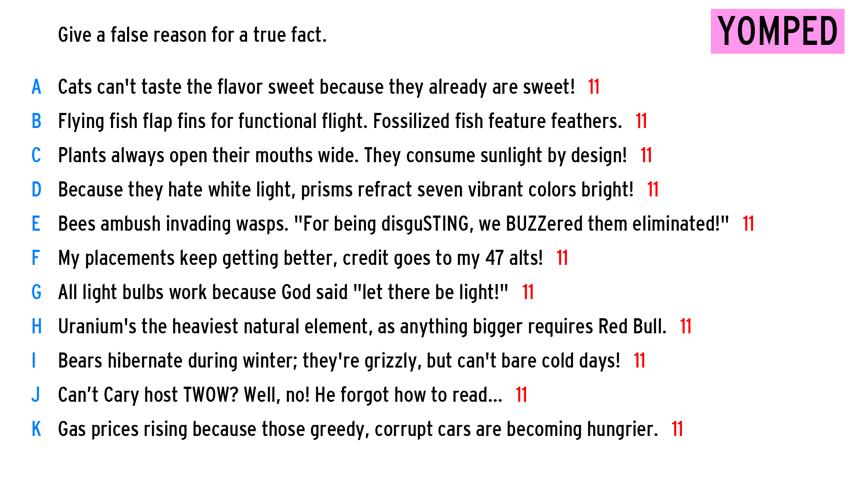 Give a false reason for a true fact.
YOMPED
A Cats can't taste the flavor sweet because they already are sweet! 11
B Flying fish flap fins for functional flight. Fossilized fish feature feathers. 11
C Plants always open their mouths wide. They consume sunlight by design! 11
D Because they hate white light, prisms refract seven vibrant colors bright! 11
E Bees ambush invading wasps. "For being disguSTING, we BUZZered them eliminated!" 11
F My placements keep getting better, credit goes to my 47 alts! 11
G All light bulbs work because God said "let there be light!" 11
H Uranium's the heaviest natural element, as anything bigger requires Red Bull. 11
I Bears hibernate during winter; they're grizzly, but can't bare cold days! 11
J Can’t Cary host TWOW? Well, no! He forgot how to read... 11
K Gas prices rising because those greedy, corrupt cars are becoming hungrier. 11